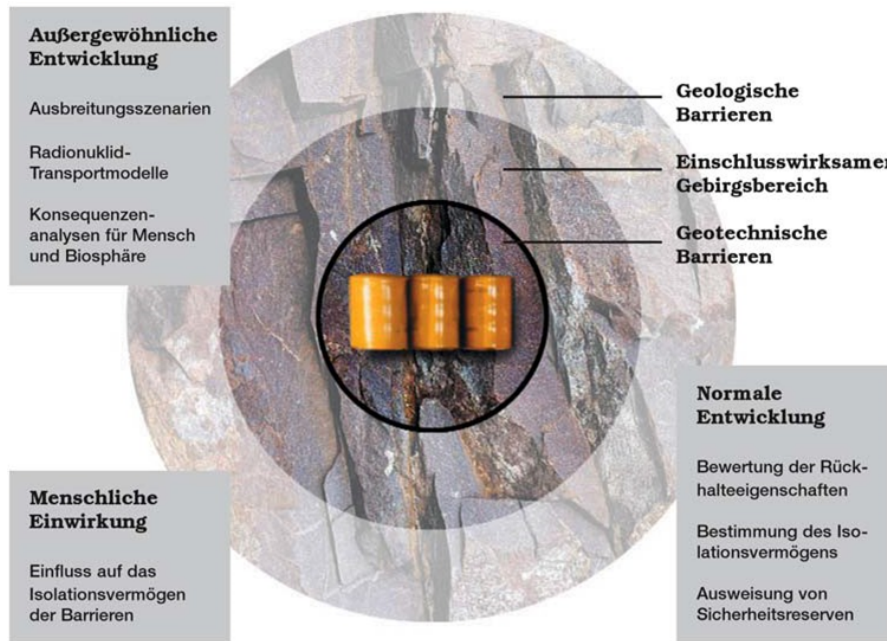 Außergewöhnliche
Entwicklung
Ausbreitungsszenarien
Radionuklid-
Transportmodelle
Konsequenzen-
analysen für Mensch
und Biosphäre
Geologische
Barrieren
Einschlusswirksamer
Gebirgsbereich
Geotechnische
Barrieren
Menschliche
Einwirkung
Einfluss auf das
Isolationsvermögen
der Barrieren
Normale
Entwicklung
Bewertung der Rück-
halteeigenschaften
Bestimmung des Iso-
lationsvermögens
Ausweisung von
Sicherheitsreserven